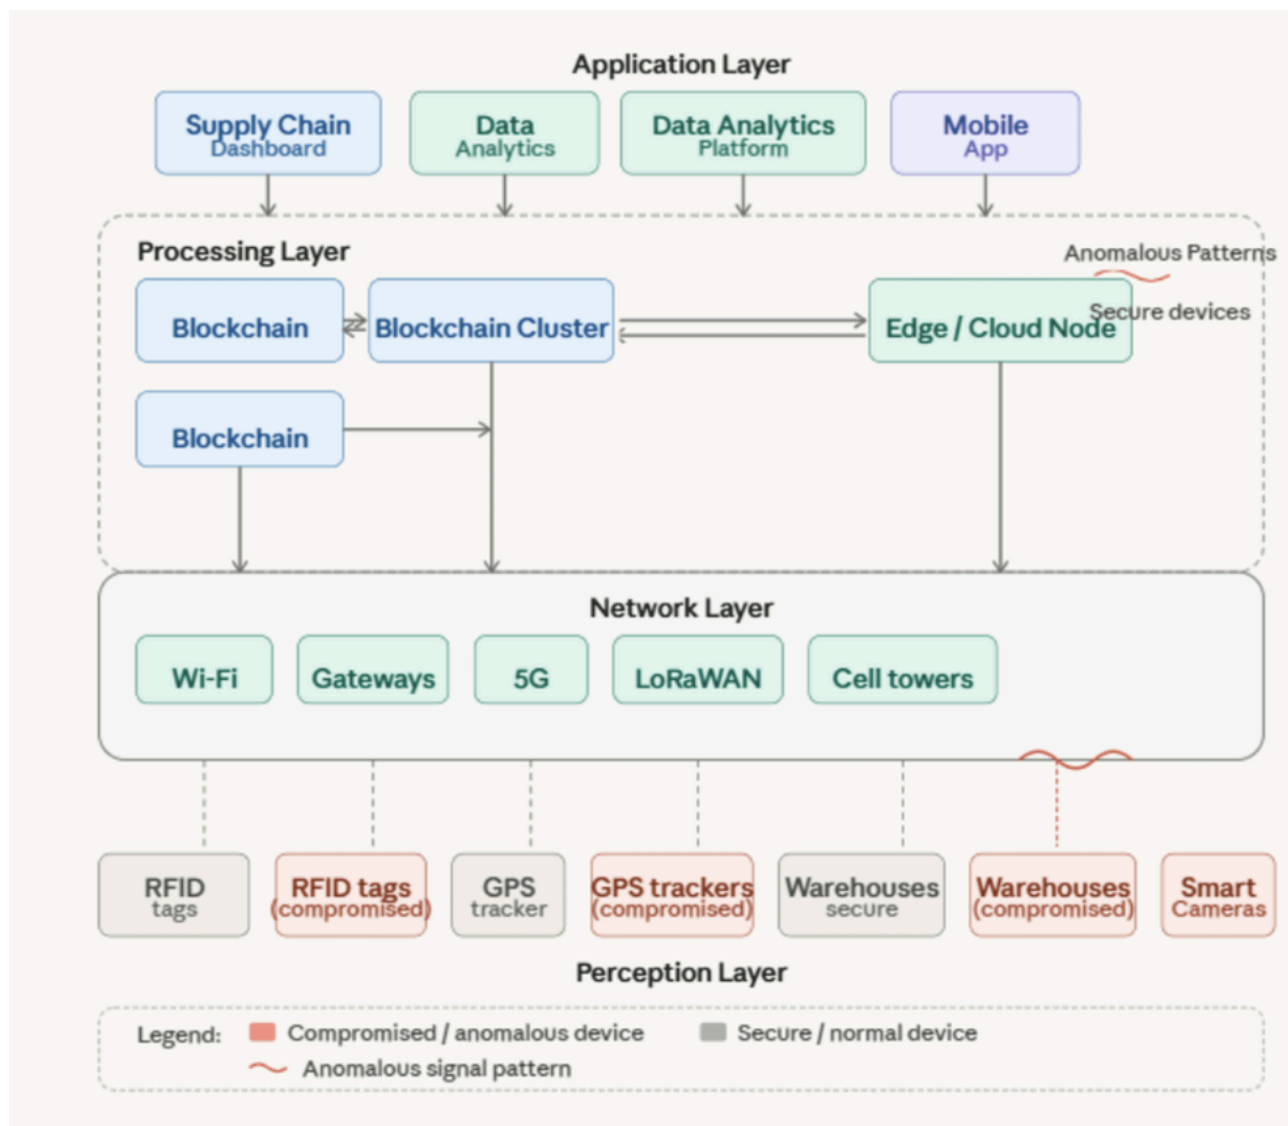 Application Layer
Supply Chain
Dashboard
Data
Analytics
Data Analytics
Platform
Mobile
App
Processing Layer
Anomalous Patterns
Blockchain
Blockchain Cluster
Edge / Cloud Node
Secure devices
Blockchain
Network Layer
Wi-Fi
Gateways
5G
LoRaWAN
Cell towers
RFID
tags
RFID tags
(compromised)
GPS
tracker
GPS trackers
(compromised)
Warehouses
secure
Warehouses
(compromised)
Smart
Cameras
Perception Layer
Legend:
Compromised / anomalous device
Secure / normal device
Anomalous signal pattern